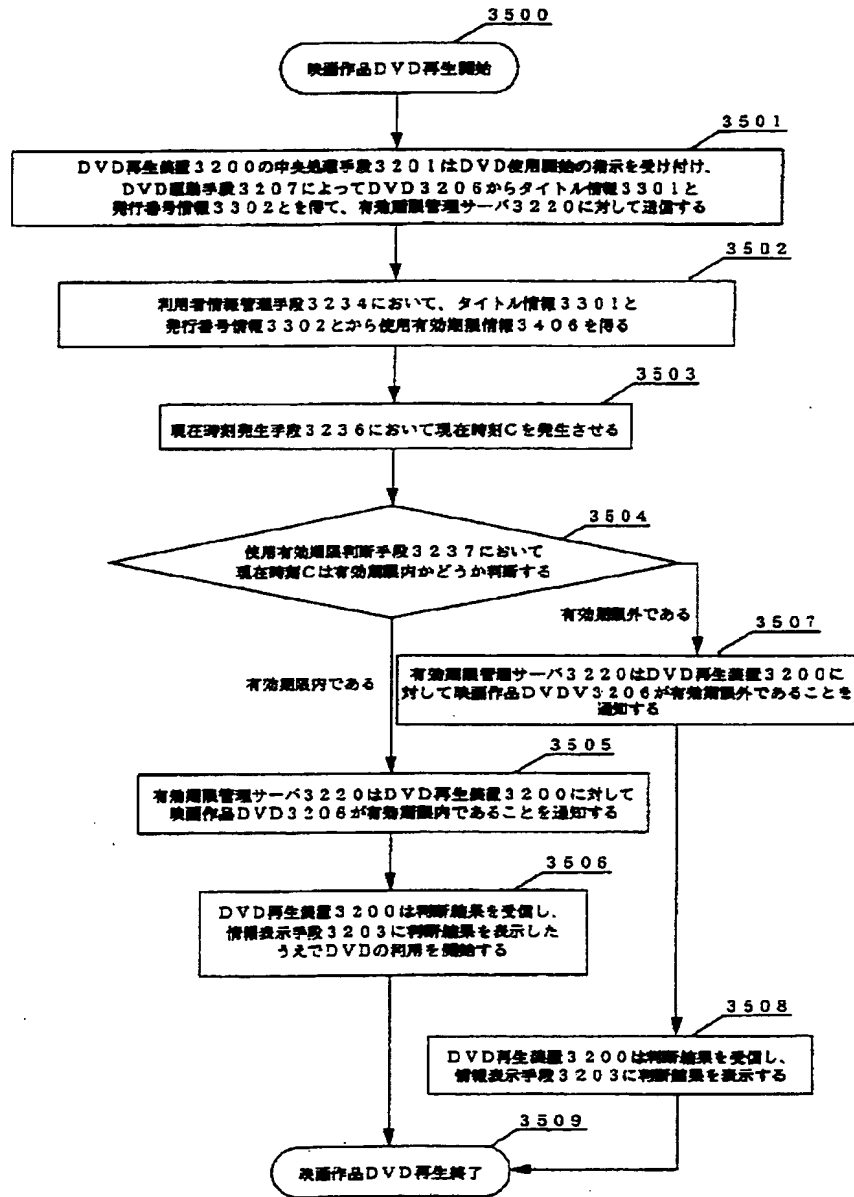 3500
映画作品DVD再生開始
3501
DVD再生装置3200の中央処理手段3201はDVD使用開始の指示を受け付け、
DVD駆動手段3207によってDVD3206からタイトル情報3301と
発行番号情報3302とを得て、有効期限管理サーバ3220に対して送信する
3502
利用者情報管理手段3234において、タイトル情報3301と
発行番号情報3302とから使用有効期限情報3406を得る
3503
現在時刻発生手段3236において現在時刻Cを発生させる
3504
使用有効期限判断手段3237において
現在時刻Cは有効期限内かどうか判断する
有効期限外である
3507
有効期限管理サーバ3220はDVD再生装置3200に
対して映画作品DVDV3206が有効期限外であることを
通知する
有効期限内である
3505
有効期限管理サーバ3220はDVD再生装置3200に対して
映画作品DVD3206が有効期限内であることを通知する
3506
DVD再生装置3200は判断結果を受信し、
情報表示手段3203に判断結果を表示した
うえでDVDの利用を開始する
3508
DVD再生装置3200は判断結果を受信し、
情報表示手段3203に判断結果を表示する
3509
映画作品DVD再生終了